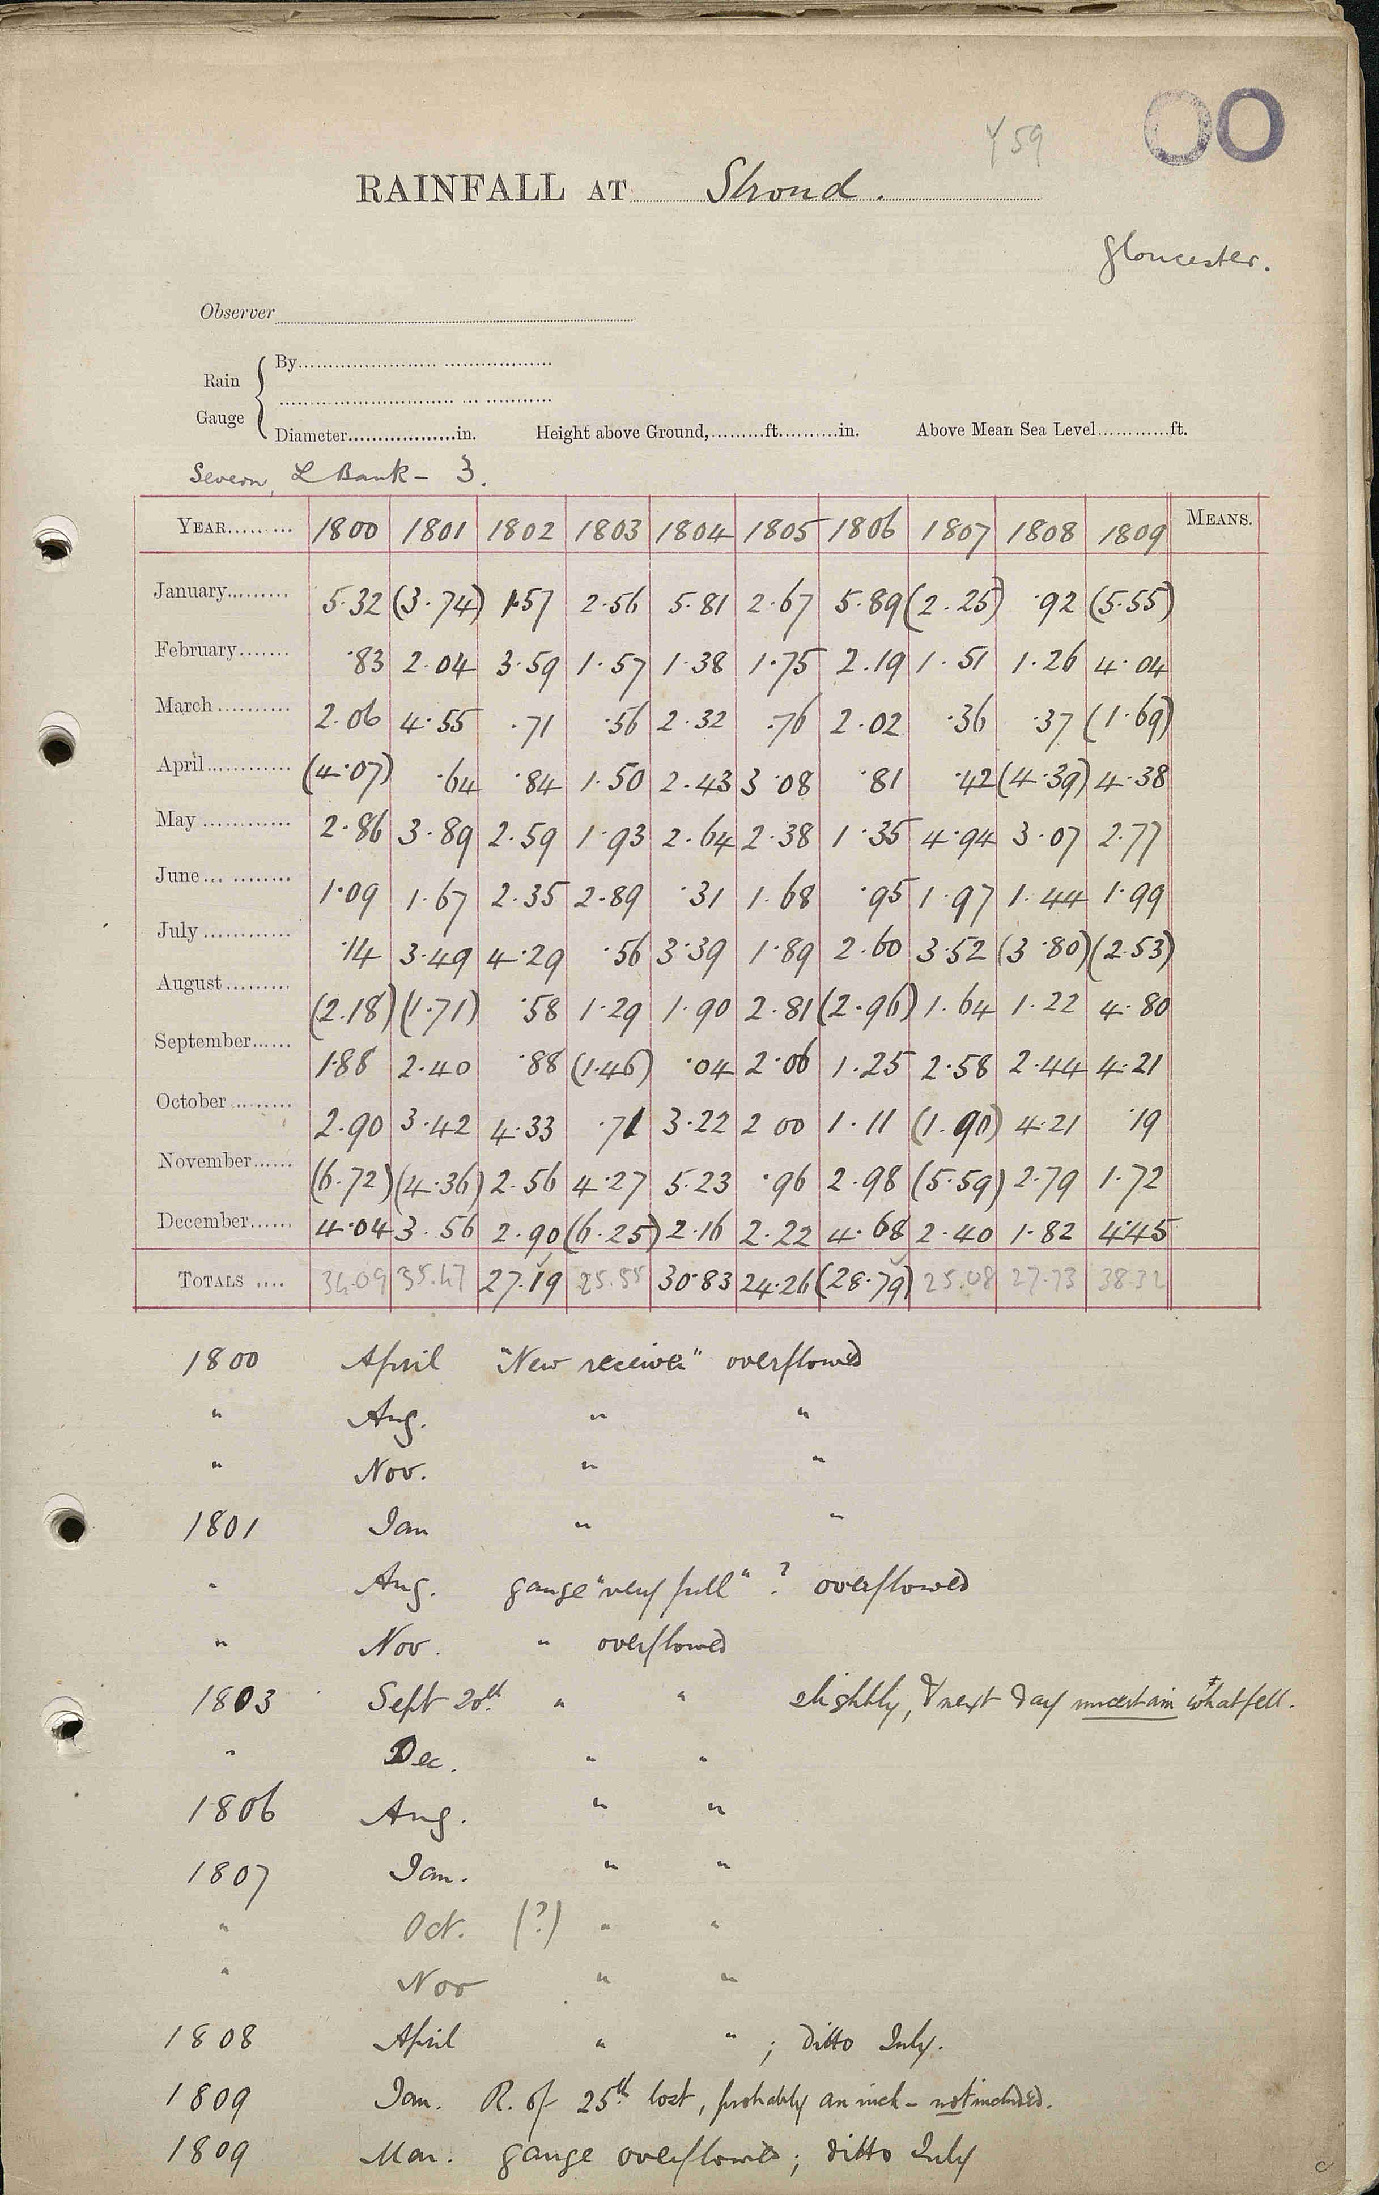 Y 59
00
RAINFALL AT Stroud.
Gloucester.
Observer
Rain Gauge { By
Diameter in. Height above Ground, ft. in. Above Mean Sea Level ft.
Severn, L Bank - 3.
YEAR 1800 1801 1802 1803 1804 1805 1806 1807 1808 1809 MEANS.
January 5.32 (3.74) 1.57 2.56 5.81 2.67 5.89 (2.25) .92 (5.55)
February .83 2.04 3.59 1.57 1.38 1.75 2.19 1.51 1.26 4.04
March 2.06 4.55 .71 .56 2.32 .76 2.02 .36 .37 (1.69)
April (4.07) .64 .84 1.50 2.43 3.08 .81 .42 (4.39) 4.38
May 2.86 3.89 2.59 1.93 2.64 2.38 1.35 4.94 3.07 2.77
June 1.09 1.67 2.35 2.89 .31 1.68 .95 1.97 1.44 1.99
July .14 3.49 4.29 .56 3.39 1.89 2.60 3.52 (3.80) (2.53)
August (2.18) (1.71) .58 1.29 1.90 2.81 (2.96) 1.64 1.22 4.80
September 1.88 2.40 .88 (1.46) .04 2.06 1.25 2.58 2.44 4.21
October 2.90 3.42 4.33 .71 3.22 2.00 1.11 (1.90) 4.21 .19
November (6.72) (4.36) 2.56 4.27 5.23 .96 2.98 (5.59) 2.79 1.72
December 4.04 3.56 2.90 (6.25) 2.16 2.22 4.68 2.40 1.82 4.45
TOTALS 34.09 35.47 27.19 25.55 30.83 24.26 (28.79) 25.08 27.73 38.32
1800 April "New receiver" overflowed
" Aug. " "
" Nov. " "
1801 Jan " "
" Aug. gauge "very full" ? overflowed
" Nov. " overflowed
1803 Sept 20th. " " slightly, & next day uncertain what fell.
" Dec. " "
1806 Aug. " "
1807 Jan. " "
" Oct. (?) " "
" Nov " "
1808 April " " ; ditto July.
1809 Jan. R. of 25th lost, probably an inch - not included.
1809 Mar. gauge overflowed; ditto July